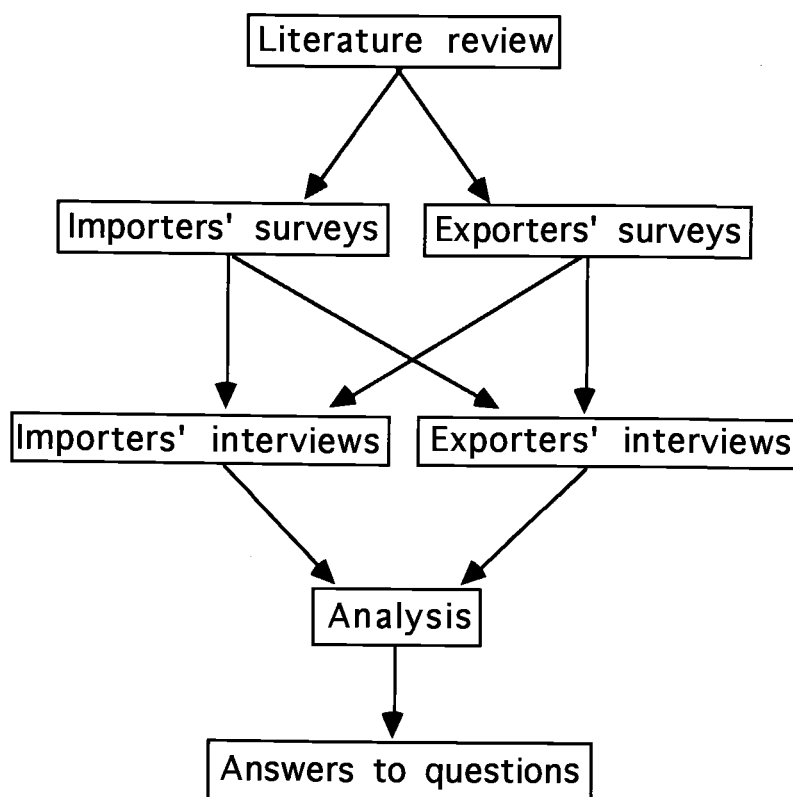 Literature review
Importers' surveys
Exporters' surveys
Importers' interviews
Exporters' interviews
Analysis
Answers to questions